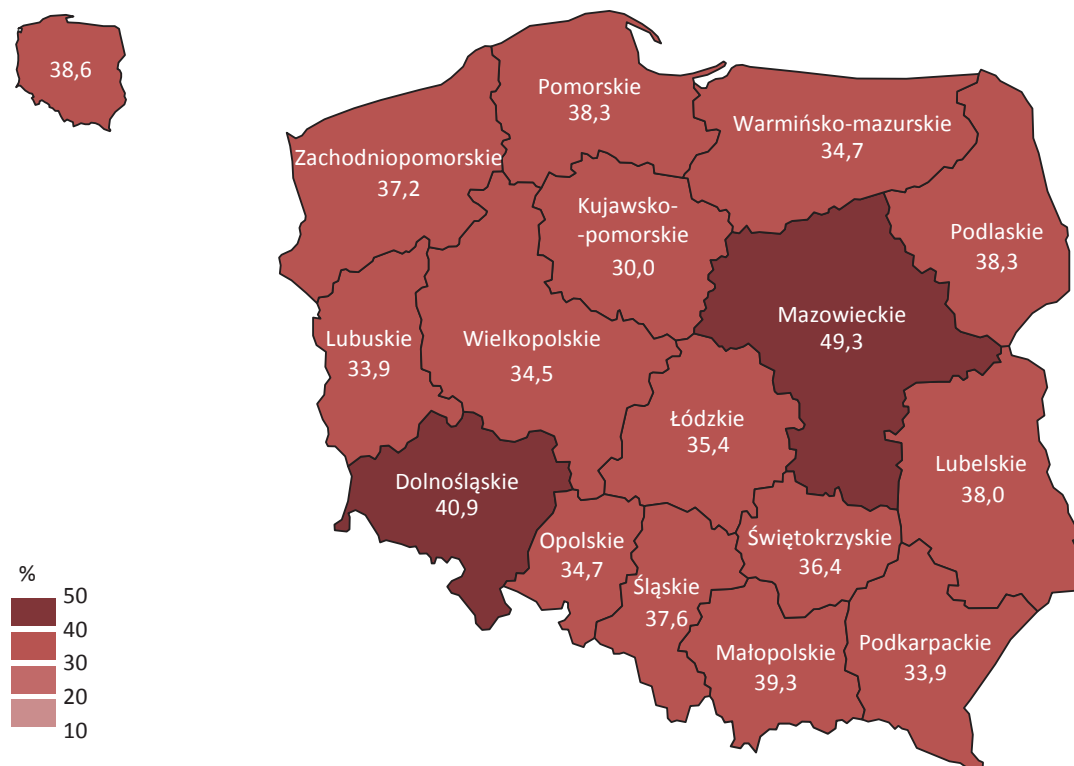 38,6
Pomorskie
38,3
Warmińsko-mazurskie
34,7
Zachodniopomorskie
37,2
Kujawsko-
-pomorskie
30,0
Podlaskie
38,3
Mazowieckie
49,3
Lubuskie
33,9
Wielkopolskie
34,5
Łódzkie
35,4
Lubelskie
38,0
Dolnośląskie
40,9
Opolskie
34,7
Świętokrzyskie
36,4
Śląskie
37,6
Małopolskie
39,3
Podkarpackie
33,9
%
50
40
30
20
10